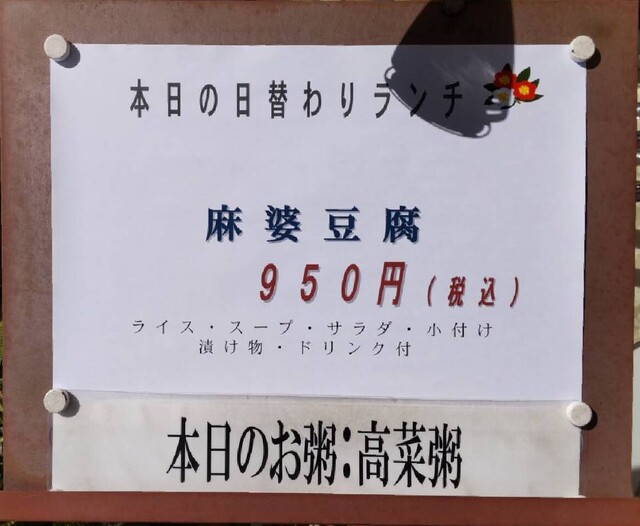 本日の日替わりランチ
麻婆豆腐
950円(税込)
ライス・スープ・サラダ・小付け
漬け物・ドリンク付
本日のお粥:高菜粥